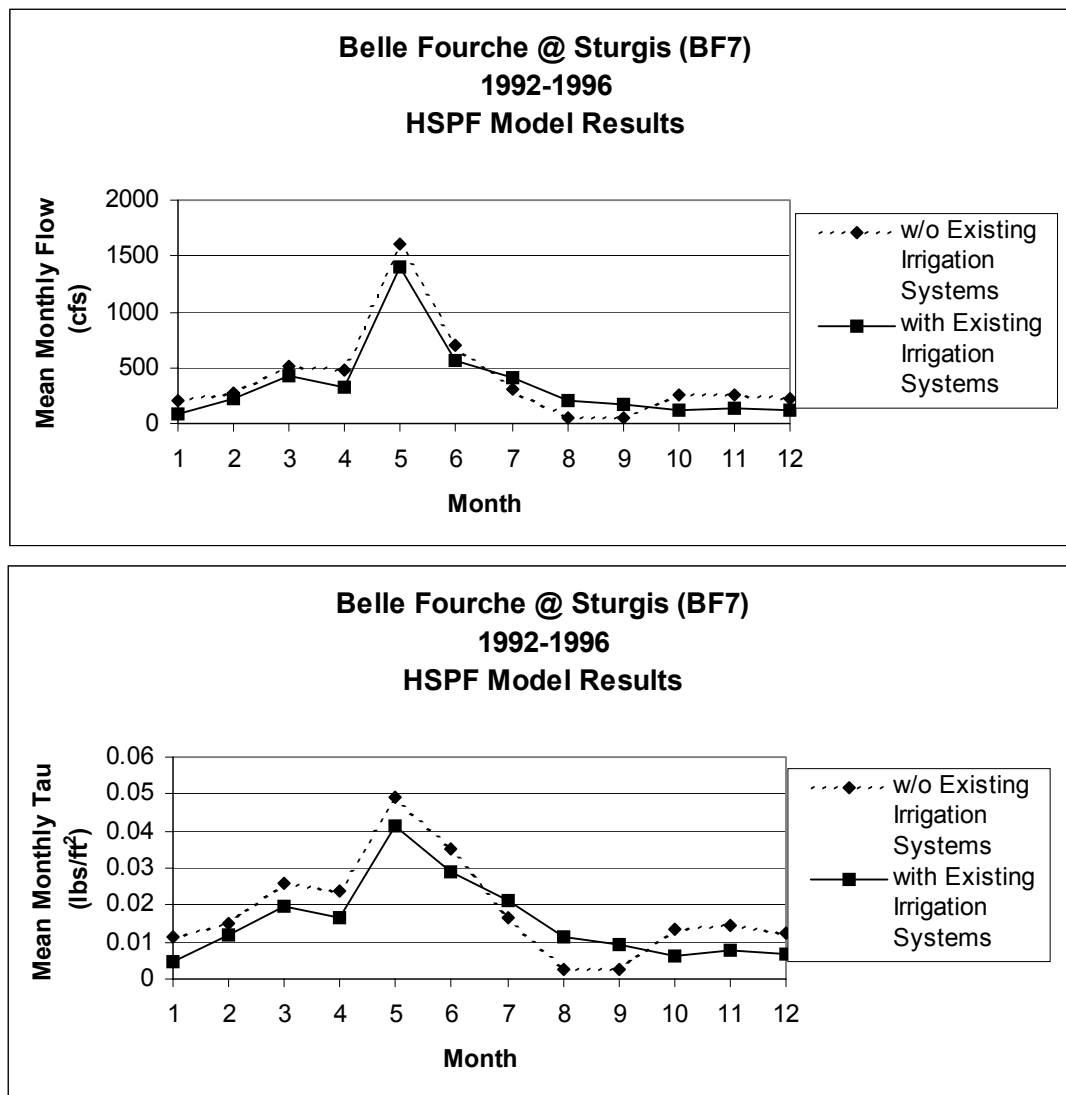 Belle Fourche @ Sturgis (BF7)
1992-1996
HSPF Model Results
Mean Monthly Flow
(cfs)
2000
1500
1000
500
0
1 2 3 4 5 6 7 8 9 10 11 12
Month
w/o Existing
Irrigation
Systems
with Existing
Irrigation
Systems
Belle Fourche @ Sturgis (BF7)
1992-1996
HSPF Model Results
Mean Monthly Tau
(lbs/ft²)
0.06
0.05
0.04
0.03
0.02
0.01
0
1 2 3 4 5 6 7 8 9 10 11 12
Month
w/o Existing
Irrigation
Systems
with Existing
Irrigation
Systems